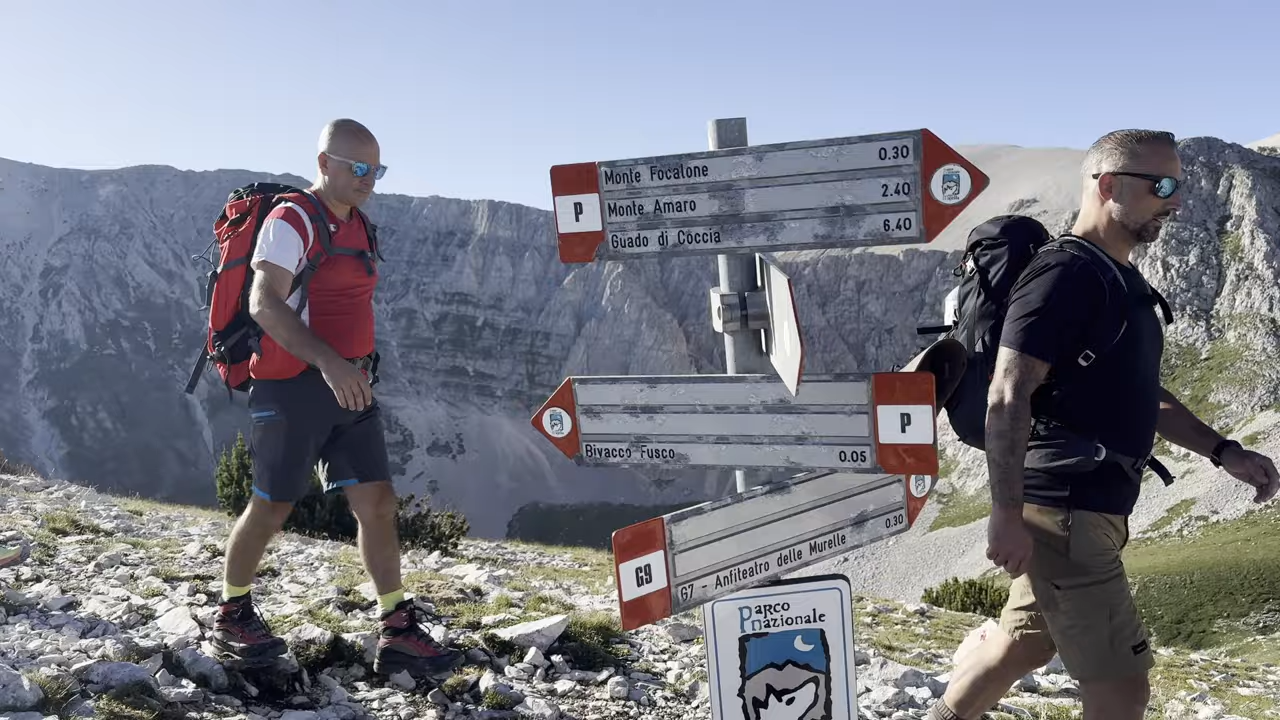 Monte Focalone 0.30
P Monte Amaro 2.40
Guado di Coccia 6.40
P
Bivacco Fusco 0.05
0.30
G9 G7 - Anfiteatro delle Murelle
Parco
nazionale